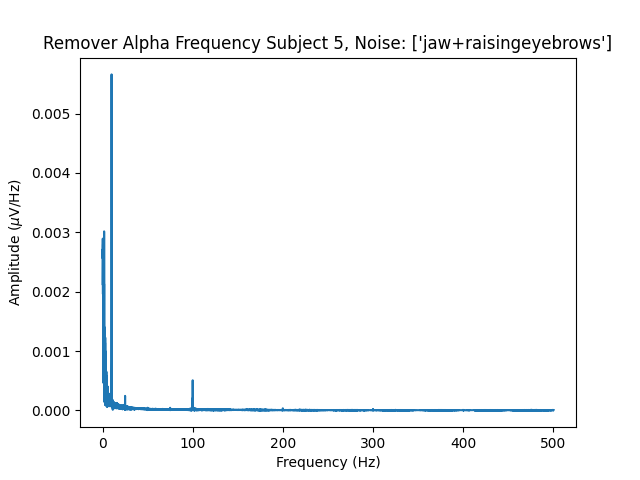 Remover Alpha Frequency Subject 5, Noise: ['jaw+raisingeyebrows']
Amplitude (µV/Hz)
0.005
0.004
0.003
0.002
0.001
0.000
0 100 200 300 400 500
Frequency (Hz)